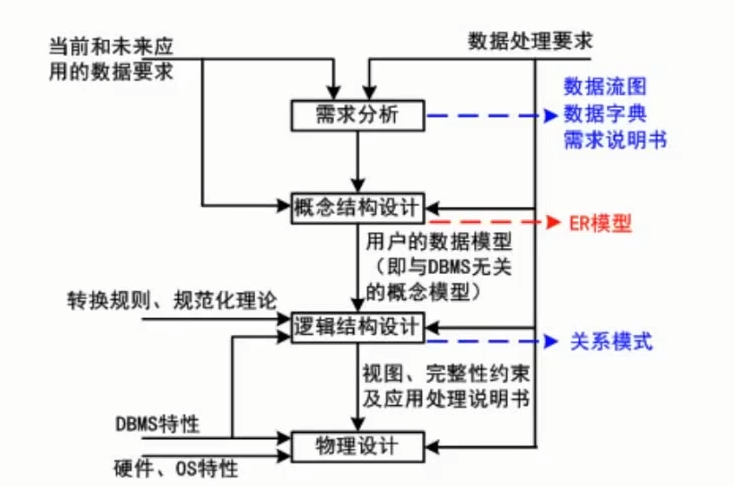 当前和未来应
用的数据要求
数据处理要求
需求分析
数据流图
数据字典
需求说明书
概念结构设计
ER模型
用户的数据模型
（即与DBMS无关
的概念模型）
转换规则、规范化理论
逻辑结构设计
关系模式
视图、完整性约束
及应用处理说明书
DBMS特性
物理设计
硬件、OS特性